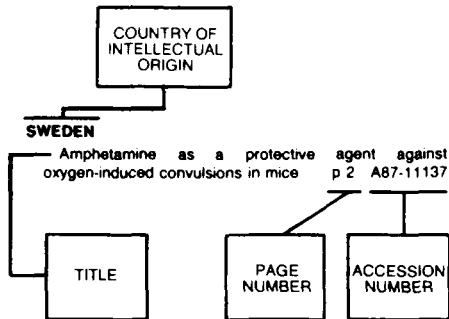 COUNTRY OF
INTELLECTUAL
ORIGIN
SWEDEN
Amphetamine as a protective agent against
oxygen-induced convulsions in mice p 2 A87-11137
TITLE
PAGE
NUMBER
ACCESSION
NUMBER